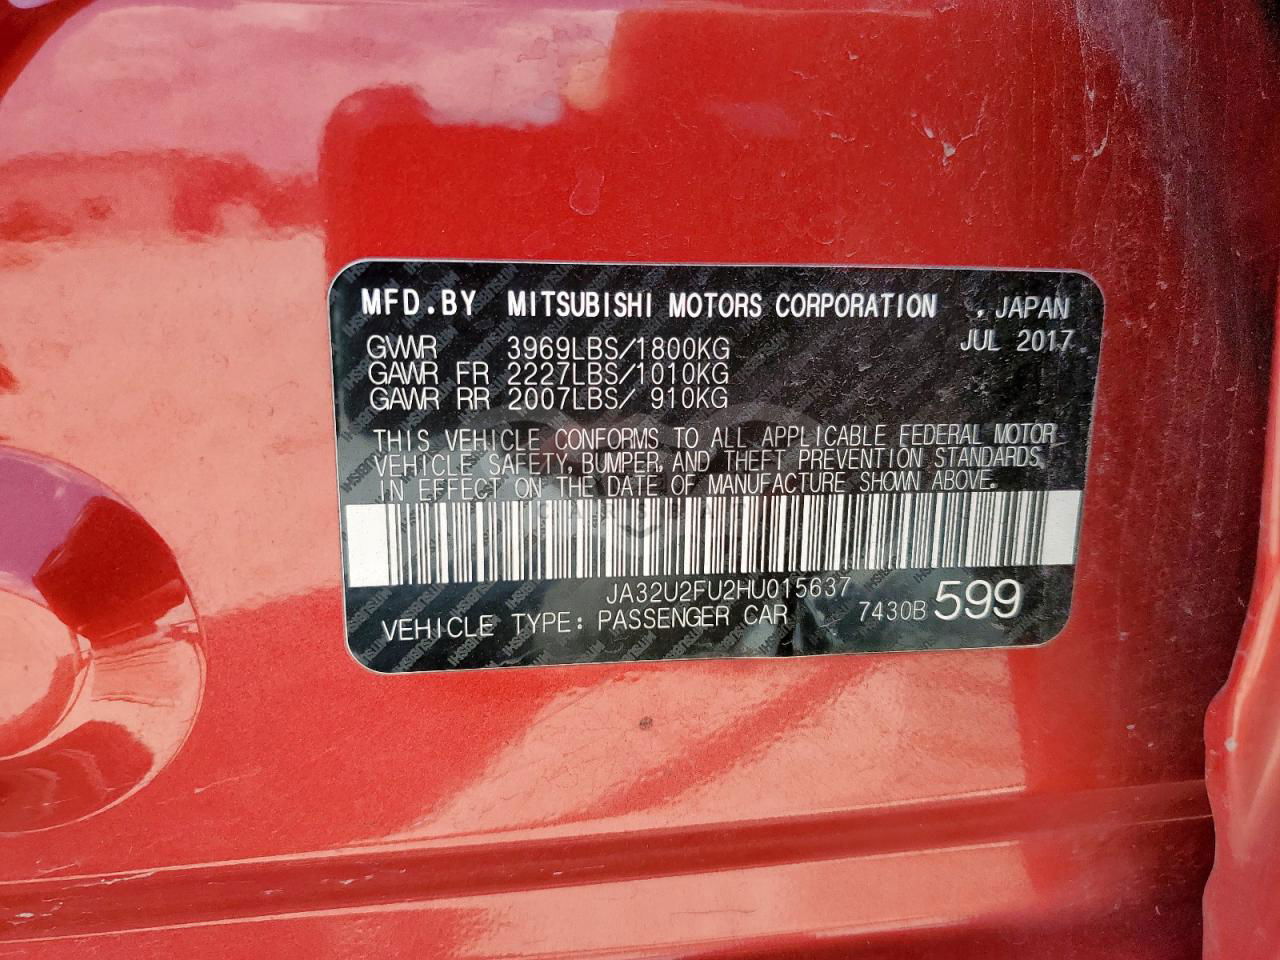 MFD.BY MITSUBISHI MOTORS CORPORATION , JAPAN
JUL 2017
GVWR 3969LBS/1800KG
GAWR FR 2227LBS/1010KG
GAWR RR 2007LBS/ 910KG
THIS VEHICLE CONFORMS TO ALL APPLICABLE FEDERAL MOTOR
VEHICLE SAFETY, BUMPER, AND THEFT PREVENTION STANDARDS
IN EFFECT ON THE DATE OF MANUFACTURE SHOWN ABOVE.
JA32U2FU2HU015637
VEHICLE TYPE: PASSENGER CAR 7430B 599